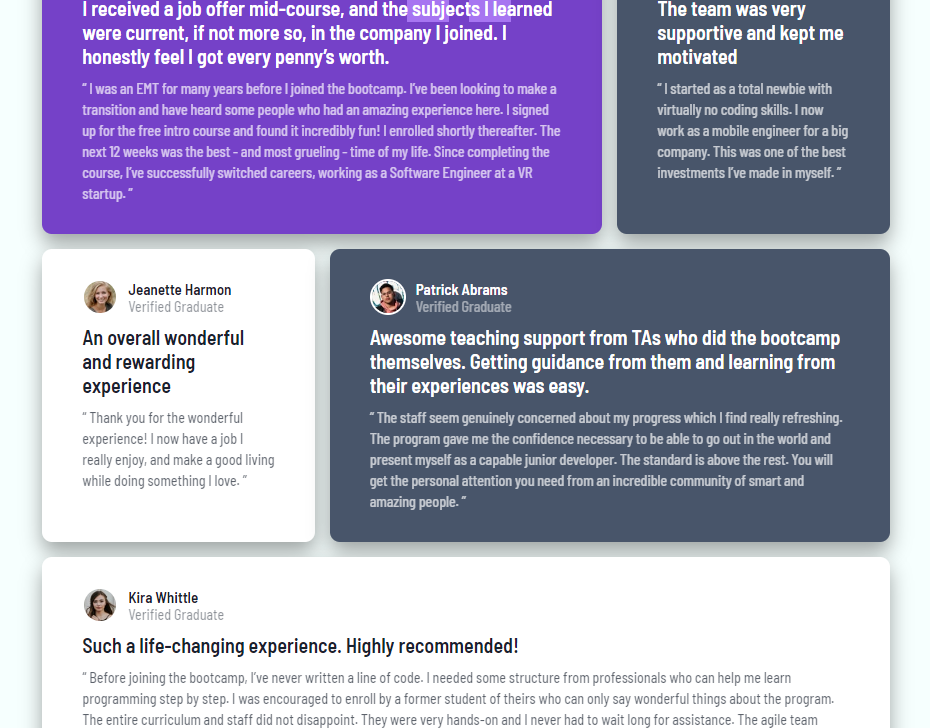 I received a job offer mid-course, and the subjects I learned
were current, if not more so, in the company I joined. I
honestly feel I got every penny’s worth.
“ I was an EMT for many years before I joined the bootcamp. I’ve been looking to make a
transition and have heard some people who had an amazing experience here. I signed
up for the free intro course and found it incredibly fun! I enrolled shortly thereafter. The
next 12 weeks was the best - and most grueling - time of my life. Since completing the
course, I’ve successfully switched careers, working as a Software Engineer at a VR
startup. ”
The team was very
supportive and kept me
motivated
“ I started as a total newbie with
virtually no coding skills. I now
work as a mobile engineer for a big
company. This was one of the best
investments I’ve made in myself. ”
Jeanette Harmon
Verified Graduate
An overall wonderful
and rewarding
experience
“ Thank you for the wonderful
experience! I now have a job I
really enjoy, and make a good living
while doing something I love. ”
Patrick Abrams
Verified Graduate
Awesome teaching support from TAs who did the bootcamp
themselves. Getting guidance from them and learning from
their experiences was easy.
“ The staff seem genuinely concerned about my progress which I find really refreshing.
The program gave me the confidence necessary to be able to go out in the world and
present myself as a capable junior developer. The standard is above the rest. You will
get the personal attention you need from an incredible community of smart and
amazing people. ”
Kira Whittle
Verified Graduate
Such a life-changing experience. Highly recommended!
“ Before joining the bootcamp, I’ve never written a line of code. I needed some structure from professionals who can help me learn
programming step by step. I was encouraged to enroll by a former student of theirs who can only say wonderful things about the program.
The entire curriculum and staff did not disappoint. They were very hands-on and I never had to wait long for assistance. The agile team